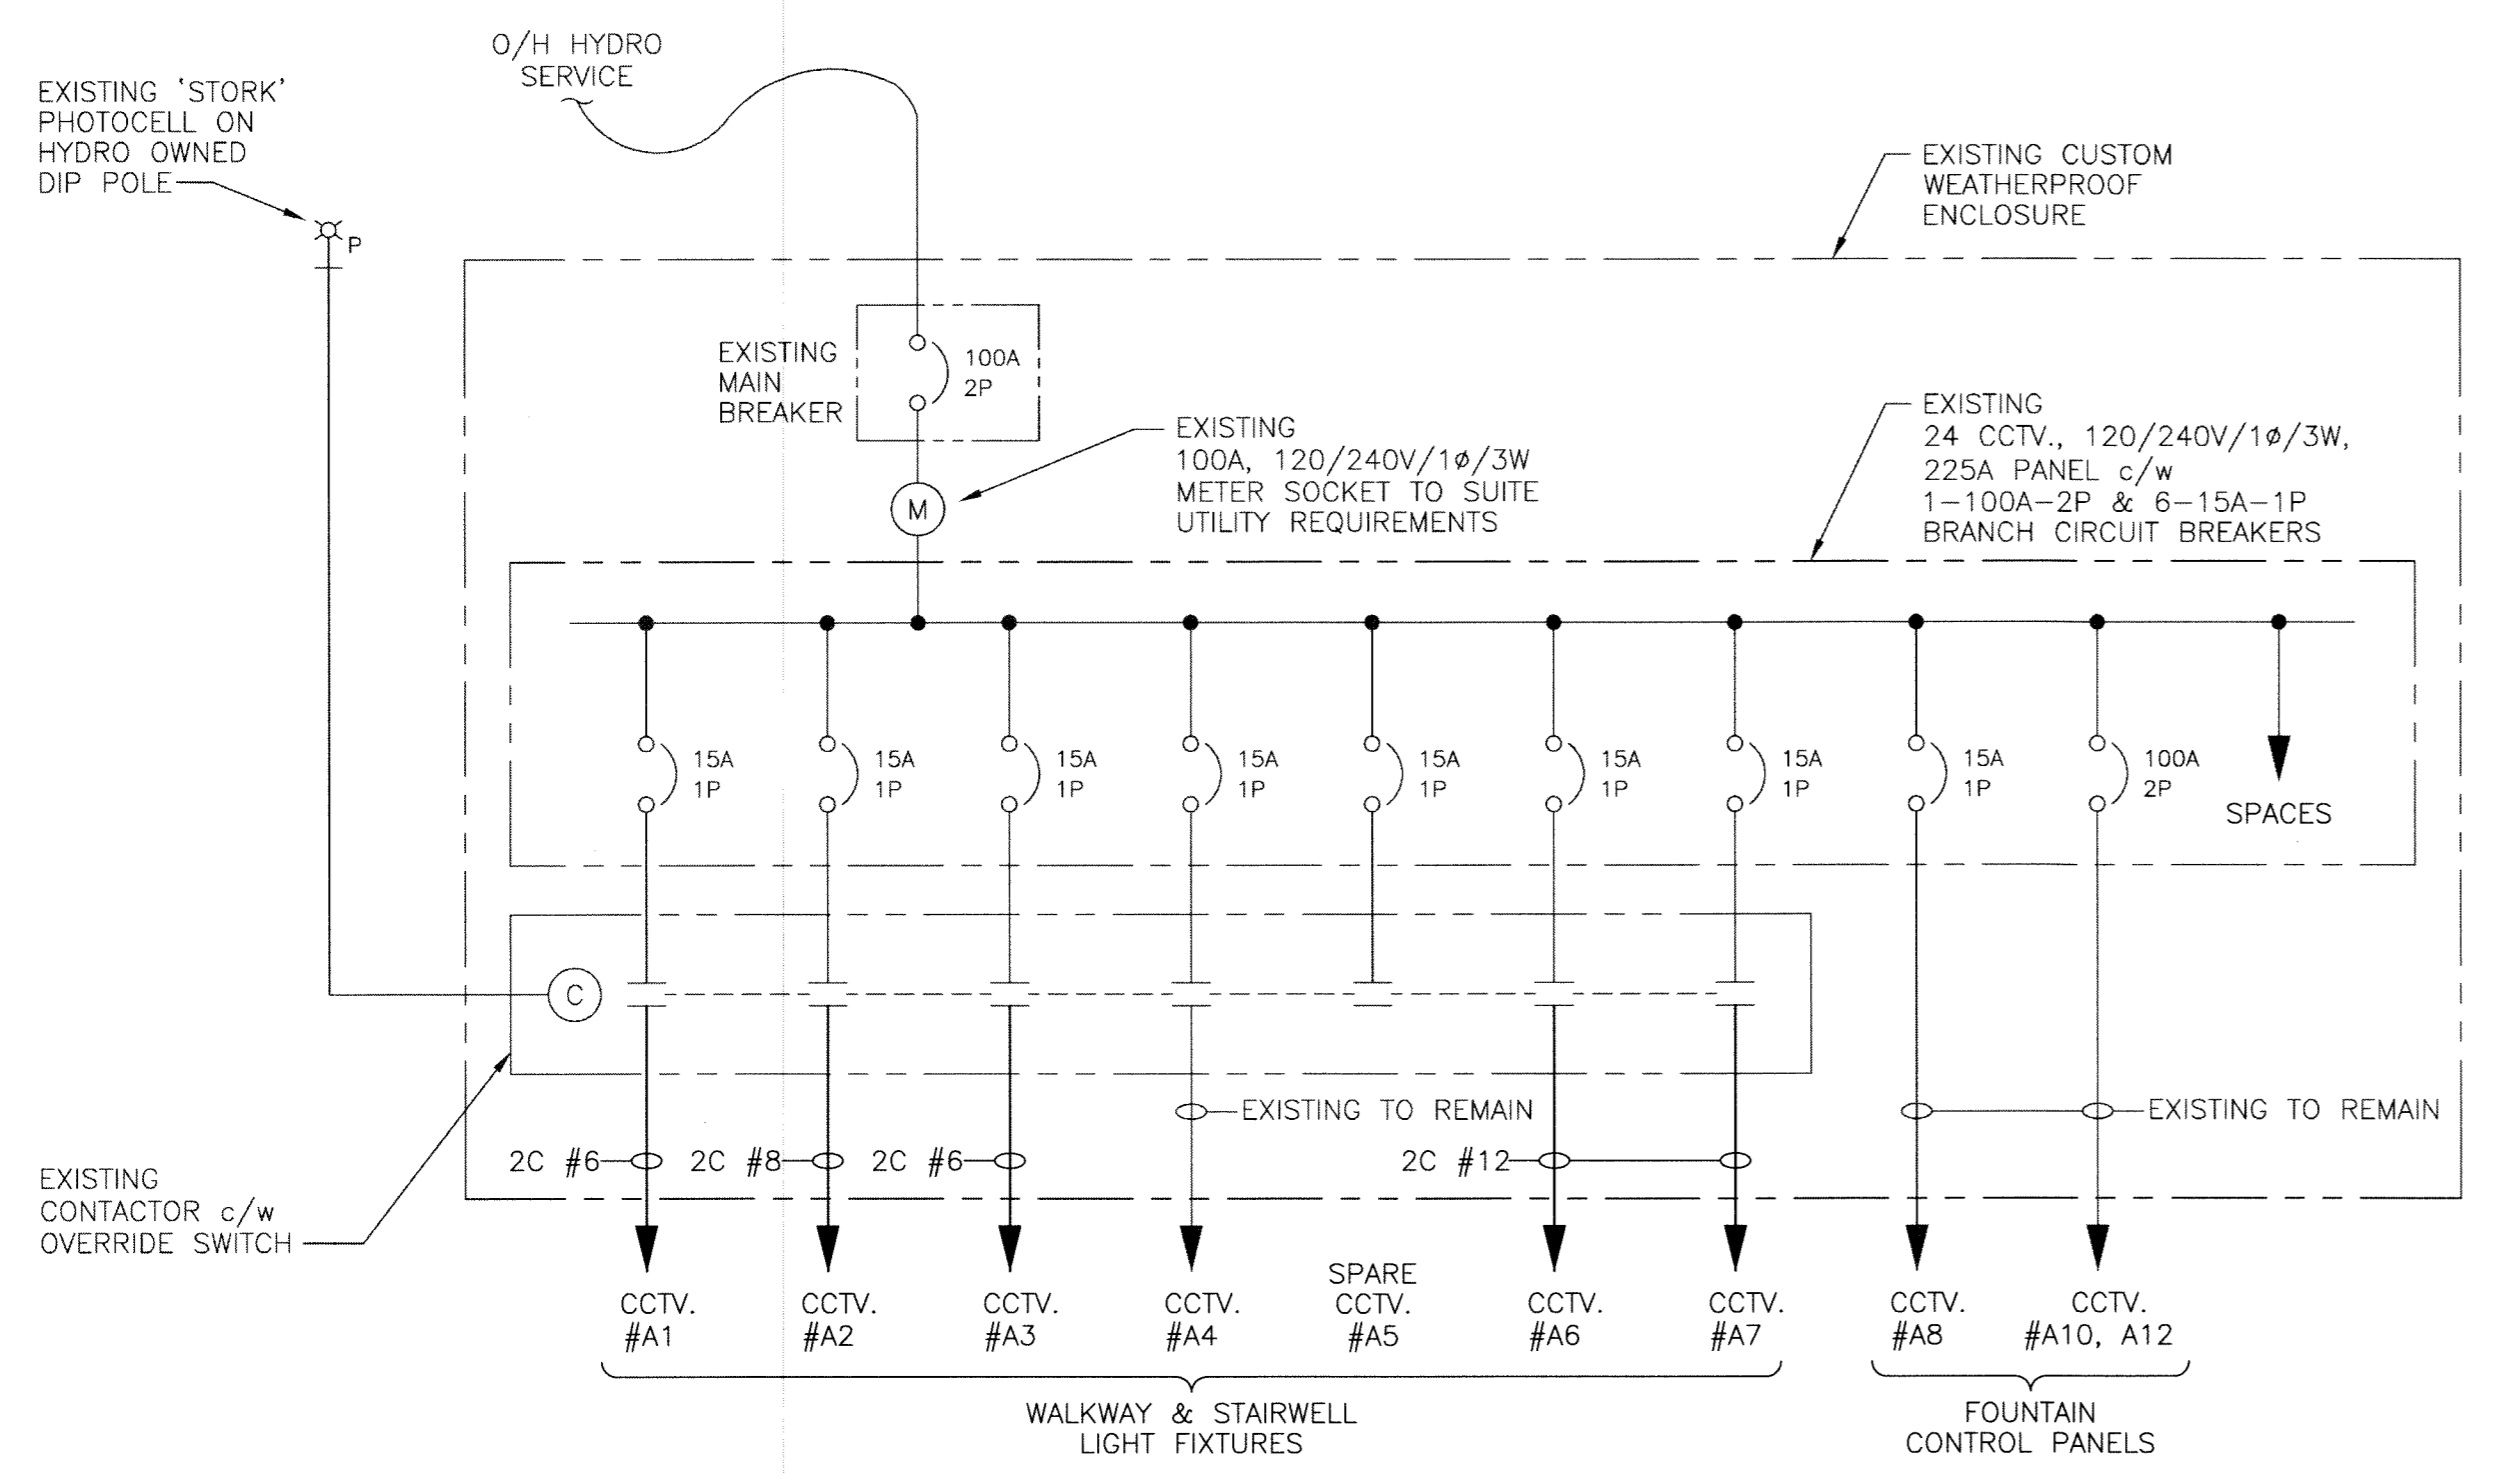 O/H HYDRO
SERVICE
EXISTING 'STORK'
PHOTOCELL ON
HYDRO OWNED
DIP POLE
P
EXISTING CUSTOM
WEATHERPROOF
ENCLOSURE
EXISTING
MAIN
BREAKER
100A
2P
EXISTING
100A, 120/240V/1ø/3W
METER SOCKET TO SUITE
UTILITY REQUIREMENTS
M
EXISTING
24 CCTV., 120/240V/1ø/3W,
225A PANEL c/w
1-100A-2P & 6-15A-1P
BRANCH CIRCUIT BREAKERS
15A
1P
15A
1P
15A
1P
15A
1P
15A
1P
15A
1P
15A
1P
15A
1P
100A
2P
SPACES
C
EXISTING TO REMAIN
EXISTING TO REMAIN
2C #6
2C #8
2C #6
2C #12
EXISTING
CONTACTOR c/w
OVERRIDE SWITCH
CCTV.
#A1
CCTV.
#A2
CCTV.
#A3
CCTV.
#A4
SPARE
CCTV.
#A5
CCTV.
#A6
CCTV.
#A7
CCTV.
#A8
CCTV.
#A10, A12
WALKWAY & STAIRWELL
LIGHT FIXTURES
FOUNTAIN
CONTROL PANELS